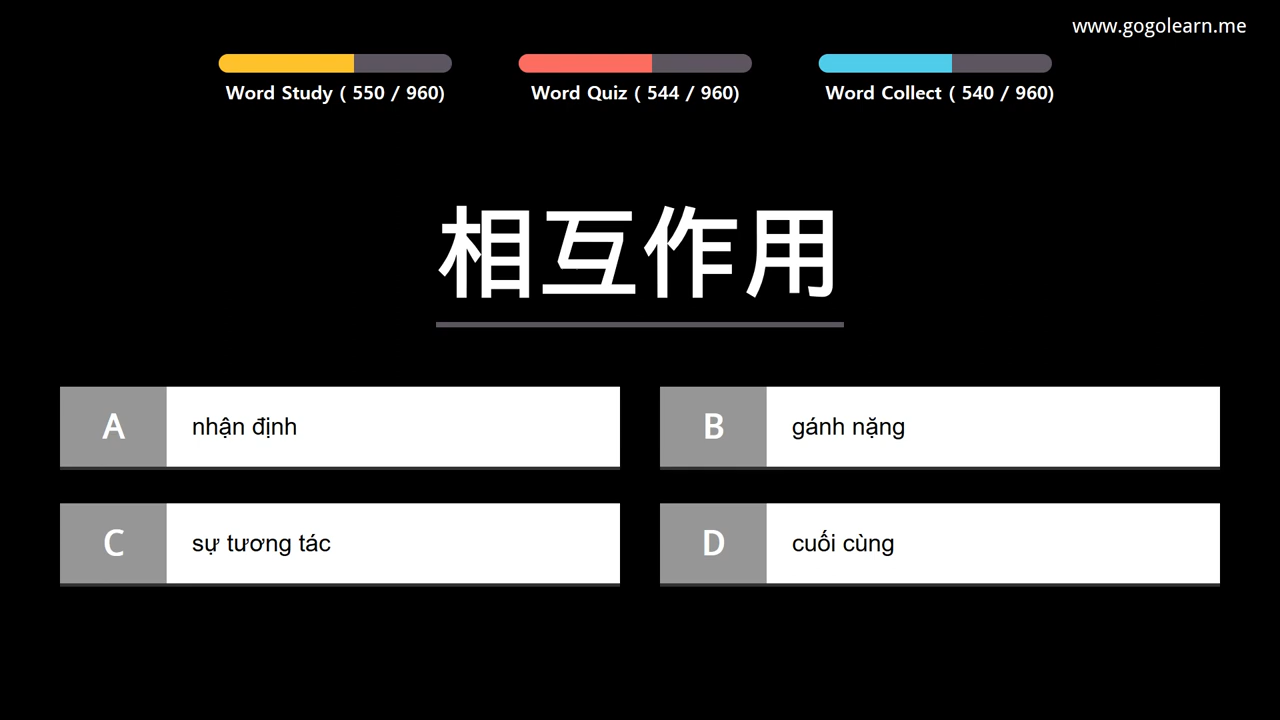 www.gogolearn.me
Word Study ( 550 / 960)
Word Quiz ( 544 / 960)
Word Collect ( 540 / 960)
相互作用
A
nhận định
B
gánh nặng
C
sự tương tác
D
cuối cùng